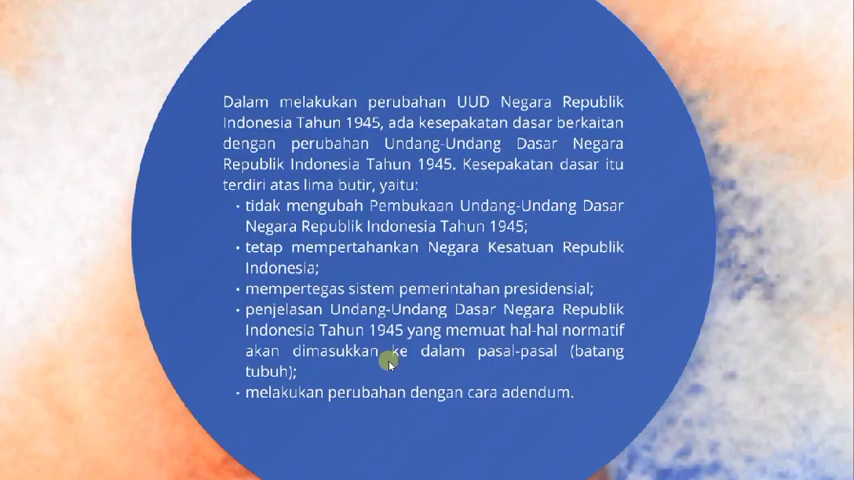 Dalam melakukan perubahan UUD Negara Republik
Indonesia Tahun 1945, ada kesepakatan dasar berkaitan
dengan perubahan Undang-Undang Dasar Negara
Republik Indonesia Tahun 1945. Kesepakatan dasar itu
terdiri atas lima butir, yaitu:
• tidak mengubah Pembukaan Undang-Undang Dasar
Negara Republik Indonesia Tahun 1945;
• tetap mempertahankan Negara Kesatuan Republik
Indonesia;
• mempertegas sistem pemerintahan presidensial;
• penjelasan Undang-Undang Dasar Negara Republik
Indonesia Tahun 1945 yang memuat hal-hal normatif
akan dimasukkan ke dalam pasal-pasal (batang
tubuh);
• melakukan perubahan dengan cara adendum.